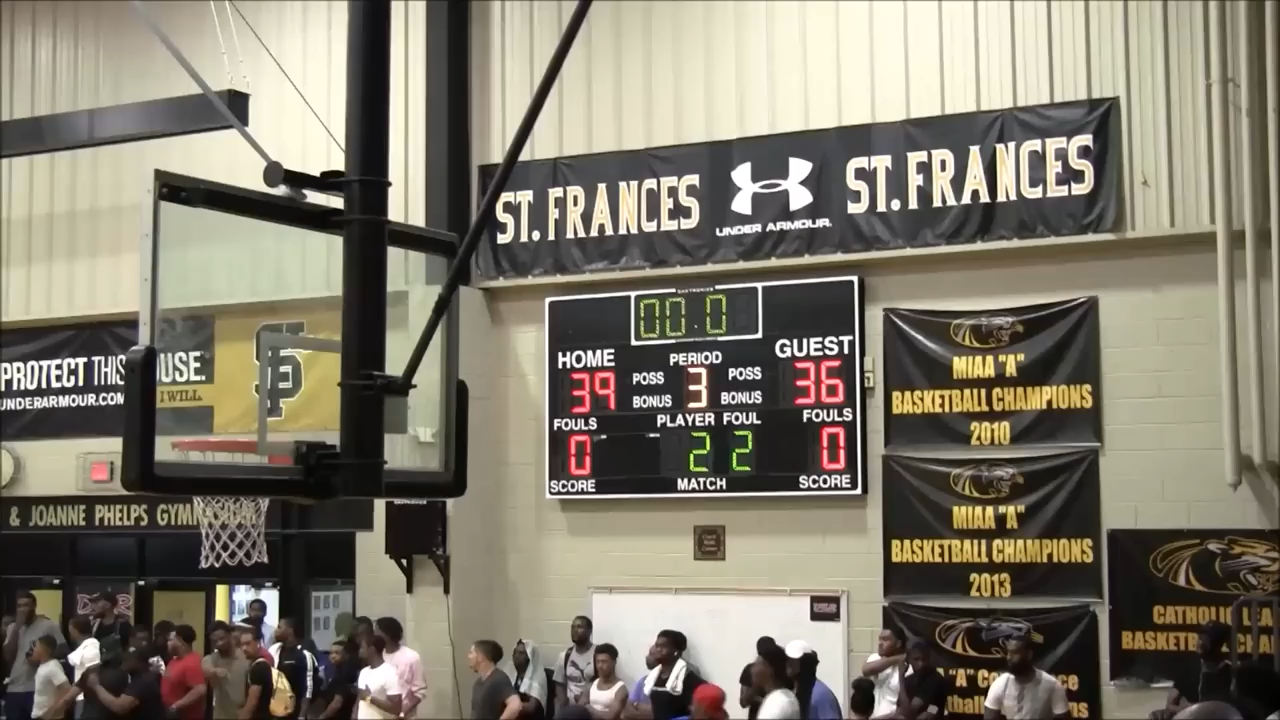 ST. FRANCES UNDER ARMOUR. ST. FRANCES
DAKTRONICS
00.0
HOME PERIOD GUEST
39 POSS 3 POSS 36
BONUS BONUS
FOULS PLAYER FOUL FOULS
0 2 2 0
SCORE MATCH SCORE
PROTECT THIS HOUSE.
UNDERARMOUR.COM I WILL
SF
& JOANNE PHELPS
MIAA "A"
BASKETBALL CHAMPIONS
2010
MIAA "A"
BASKETBALL CHAMPIONS
2013
CATHOLIC